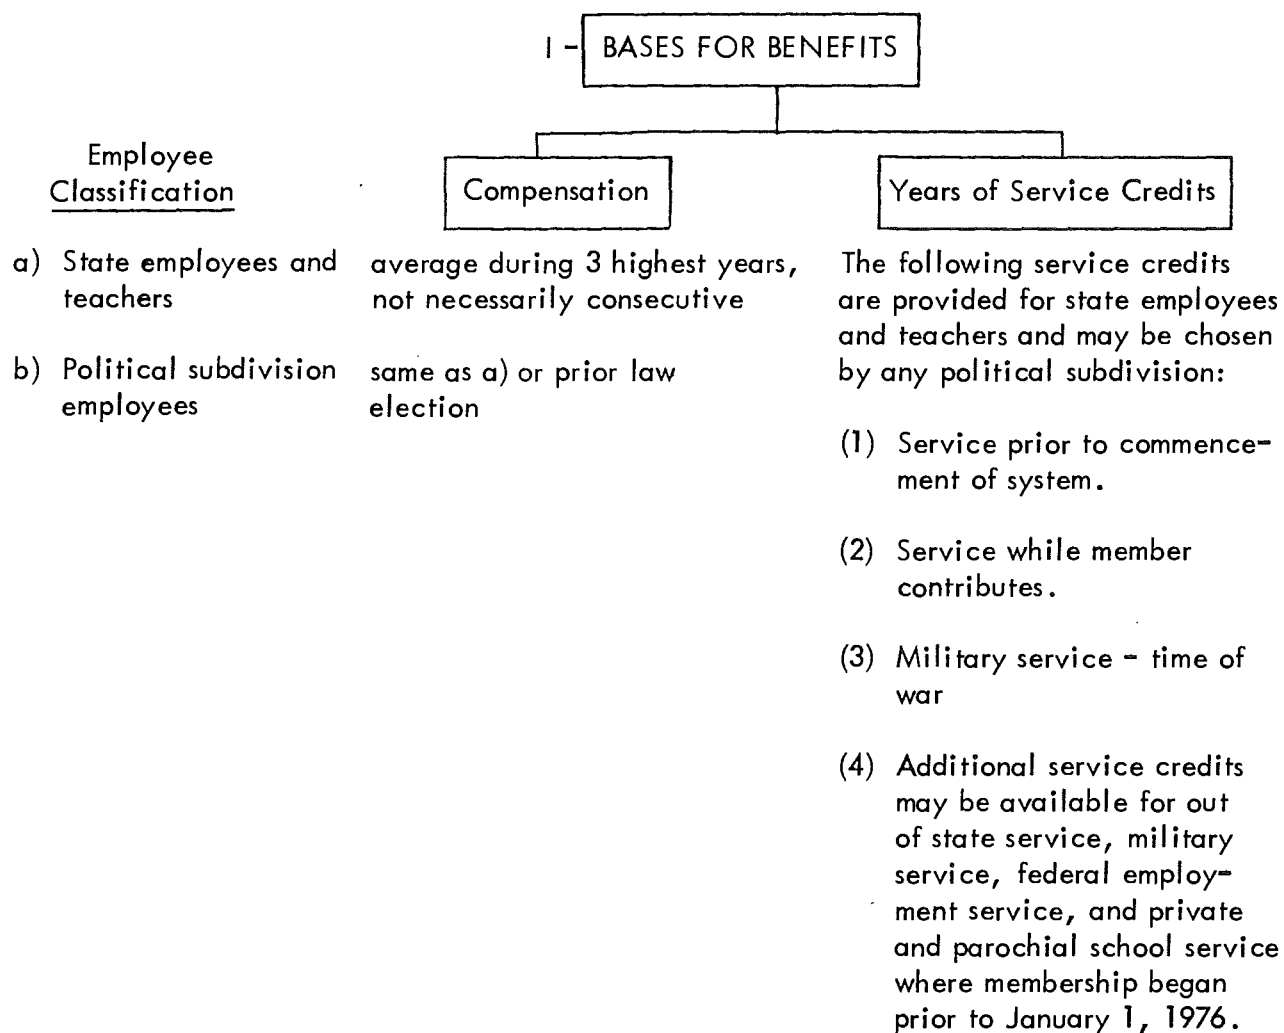 I - BASES FOR BENEFITS
Employee
Classification
Compensation
Years of Service Credits
a) State employees and
teachers
average during 3 highest years,
not necessarily consecutive
b) Political subdivision
employees
same as a) or prior law
election
The following service credits
are provided for state employees
and teachers and may be chosen
by any political subdivision:
(1) Service prior to commence-
ment of system.
(2) Service while member
contributes.
(3) Military service - time of
war
(4) Additional service credits
may be available for out
of state service, military
service, federal employ-
ment service, and private
and parochial school service
where membership began
prior to January 1, 1976.